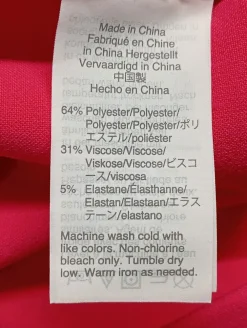 Made in China
Fabriqué en Chine
In China Hergestellt
Vervaardigd in China
中国製
Hecho en China
64% Polyester/Polyester/
Polyester/Polyester/ポリ
エステル/poliéster
31% Viscose/Viscose/
Viskose/Viscose/ビスコ
ース/viscosa
5% Elastane/Élasthanne/
Elastan/Elastaan/エラス
テーン/elastano
Machine wash cold with
like colors. Non-chlorine
bleach only. Tumble dry
low. Warm iron as needed.